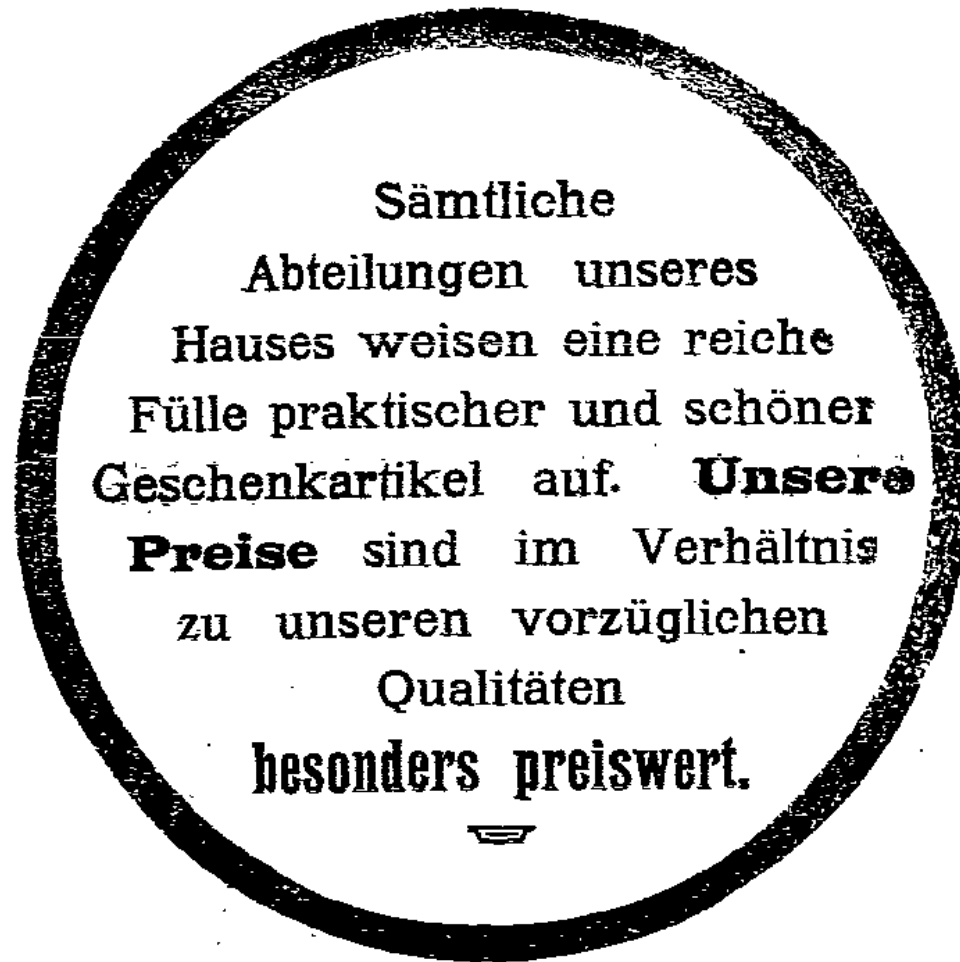 Sämtliche
Abteilungen unseres
Hauses weisen eine reiche
Fülle praktischer und schöner
Geschenkartikel auf. Unsere
Preise sind im Verhältnis
zu unseren vorzüglichen
Qualitäten
besonders preiswert.